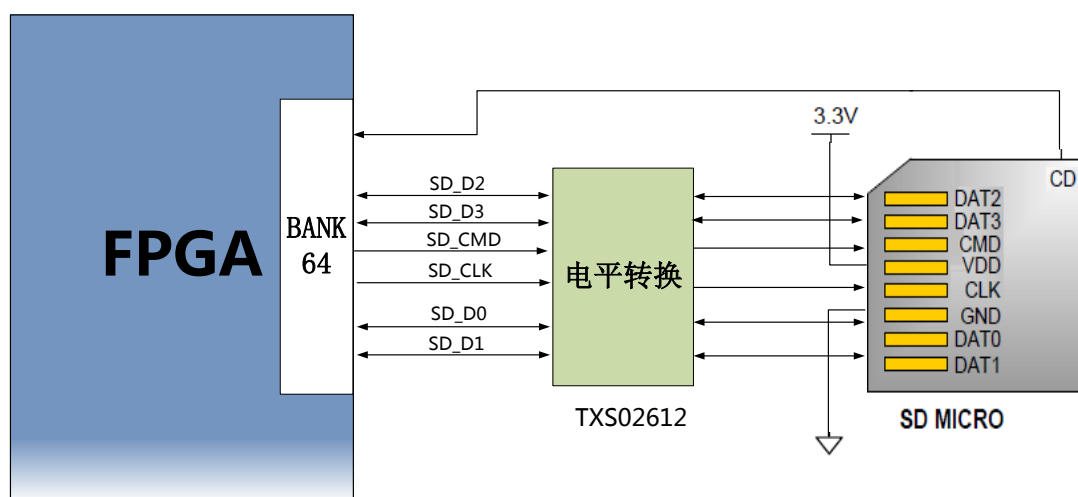 3.3V
CD
SD_D2
SD_D3
SD_CMD
SD_CLK
SD_D0
SD_D1
FPGA
BANK
64
电平转换
TXS02612
DAT2
DAT3
CMD
VDD
CLK
GND
DAT0
DAT1
SD MICRO